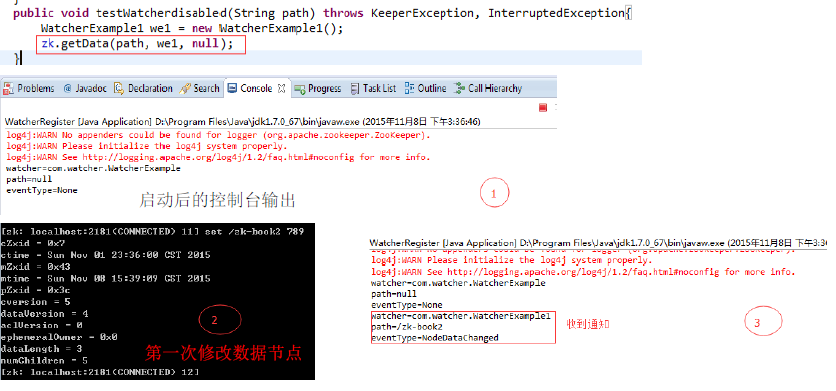 public void testWatcherdisabled(String path) throws KeeperException, InterruptedException{
WatcherExample1 we1 = new WatcherExample1();
zk.getData(path, we1, null);
}
Problems @ Javadoc Declaration Search Console Progress Task List Outline Call Hierarchy
WatcherRegister [Java Application] D:\Program Files\Java\jdk1.7.0_67\bin\javaw.exe (2015年11月8日 下午3:36:46)
log4j:WARN No appenders could be found for logger (org.apache.zookeeper.ZooKeeper).
log4j:WARN Please initialize the log4j system properly.
log4j:WARN See http://logging.apache.org/log4j/1.2/faq.html#noconfig for more info.
watcher=com.watcher.WatcherExample
path=null
eventType=None
启动后的控制台输出
1
[zk: localhost:2181(CONNECTED) 11] set /zk-book2 789
cZxid = 0x7
ctime = Sun Nov 01 23:36:00 CST 2015
mZxid = 0x43
mtime = Sun Nov 08 15:39:09 CST 2015
pZxid = 0x3c
cversion = 5
dataVersion = 4
aclVersion = 0
ephemeralOwner = 0x0
dataLength = 3
numChildren = 5
[zk: localhost:2181(CONNECTED) 12]
2
第一次修改数据节点
WatcherRegister [Java Application] D:\Program Files\Java\jdk1.7.0_67\bin\javaw.exe (2015年11月8日 下午3:36
log4j:WARN Please initialize the log4j system properly.
log4j:WARN See http://logging.apache.org/log4j/1.2/faq.html#noconfig for more info.
watcher=com.watcher.WatcherExample
path=null
eventType=None
watcher=com.watcher.WatcherExample1
path=/zk-book2
eventType=NodeDataChanged
收到通知
3